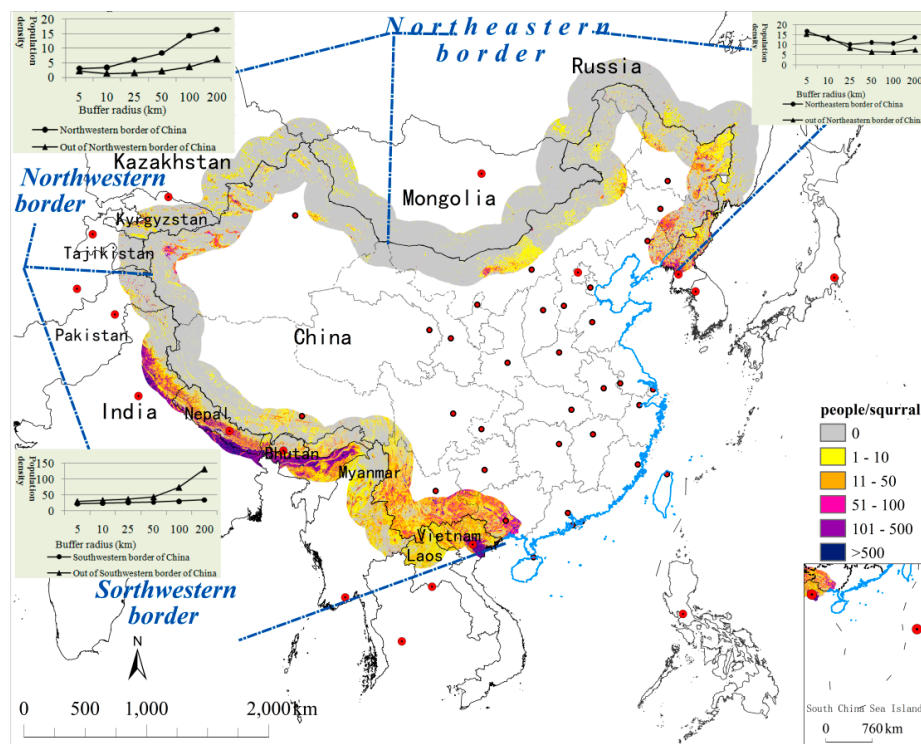 20
15
10
5
0
Population
density
5 10 25 50 100 200
Buffer radius (km)
Northwestern border of China
Out of Northwestern border of China
Northeastern
border
20
15
10
5
0
Population
density
5 10 25 50 100 200
Buffer radius (km)
Northeastern border of China
Out of Northeastern border of China
Russia
Kazakhstan
Mongolia
Northwestern
border
Kyrgyzstan
Tajikistan
Pakistan
China
India
Nepal
Bhutan
Myanmar
Vietnam
Laos
150
100
50
0
Population
density
5 10 25 50 100 200
Buffer radius (km)
Southwestern border of China
Out of Southwestern border of China
Sorthwestern
border
people/squrral
0
1 - 10
11 - 50
51 - 100
101 - 500
>500
N
0 500 1,000 2,000 km
South China Sea Island
0 760 km